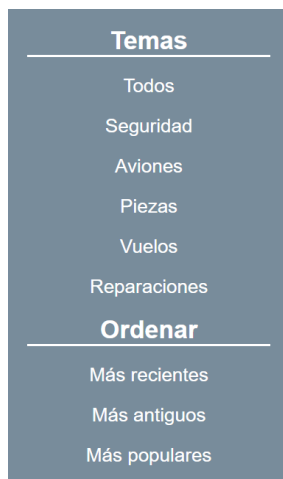 Temas
Todos
Seguridad
Aviones
Piezas
Vuelos
Reparaciones
Ordenar
Más recientes
Más antiguos
Más populares